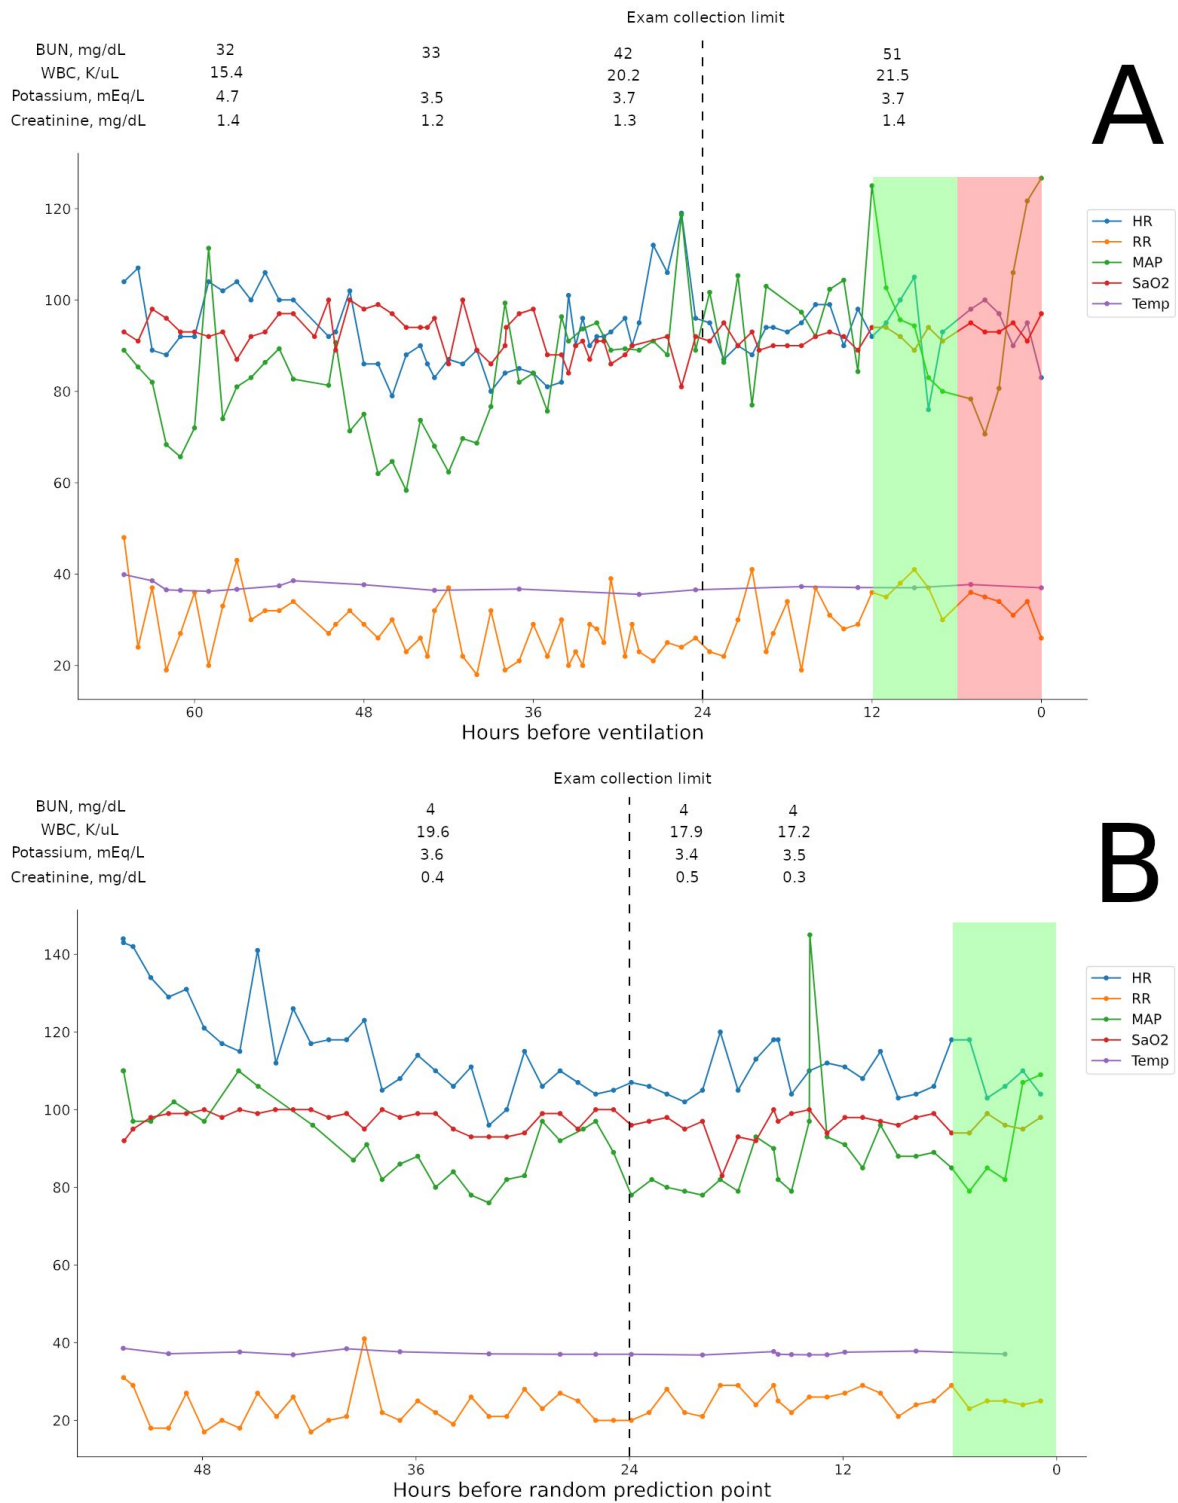 Exam collection limit
BUN, mg/dL 32 33 42 51
WBC, K/uL 15.4 20.2 21.5
Potassium, mEq/L 4.7 3.5 3.7 3.7
Creatinine, mg/dL 1.4 1.2 1.3 1.4
A
120
100
80
60
40
20
HR
RR
MAP
SaO2
Temp
60 48 36 24 12 0
Hours before ventilation
Exam collection limit
BUN, mg/dL 4 4 4
WBC, K/uL 19.6 17.9 17.2
Potassium, mEq/L 3.6 3.4 3.5
Creatinine, mg/dL 0.4 0.5 0.3
B
140
120
100
80
60
40
20
HR
RR
MAP
SaO2
Temp
48 36 24 12 0
Hours before random prediction point